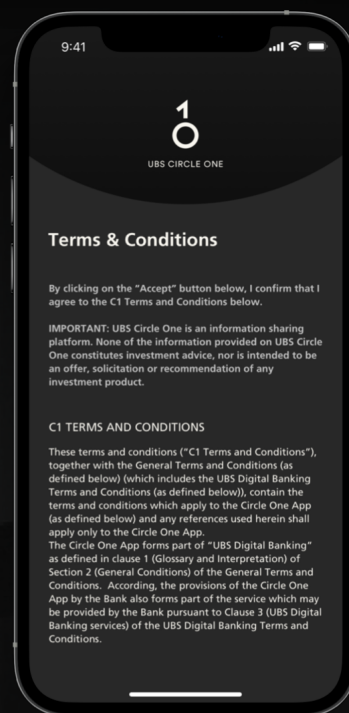 9:41
UBS CIRCLE ONE
Terms & Conditions
By clicking on the "Accept" button below, I confirm that I
agree to the C1 Terms and Conditions below.
IMPORTANT: UBS Circle One is an information sharing
platform. None of the information provided on UBS Circle
One constitutes investment advice, nor is intended to be
an offer, solicitation or recommendation of any
investment product.
C1 TERMS AND CONDITIONS
These terms and conditions ("C1 Terms and Conditions"),
together with the General Terms and Conditions (as
defined below) (which includes the UBS Digital Banking
Terms and Conditions (as defined below)), contain the
terms and conditions which apply to the Circle One App
(as defined below) and any references used herein shall
apply only to the Circle One App.
The Circle One App forms part of "UBS Digital Banking"
as defined in clause 1 (Glossary and Interpretation) of
Section 2 (General Conditions) of the General Terms and
Conditions. According, the provisions of the Circle One
App by the Bank also forms part of the service which may
be provided by the Bank pursuant to Clause 3 (UBS Digital
Banking services) of the UBS Digital Banking Terms and
Conditions.